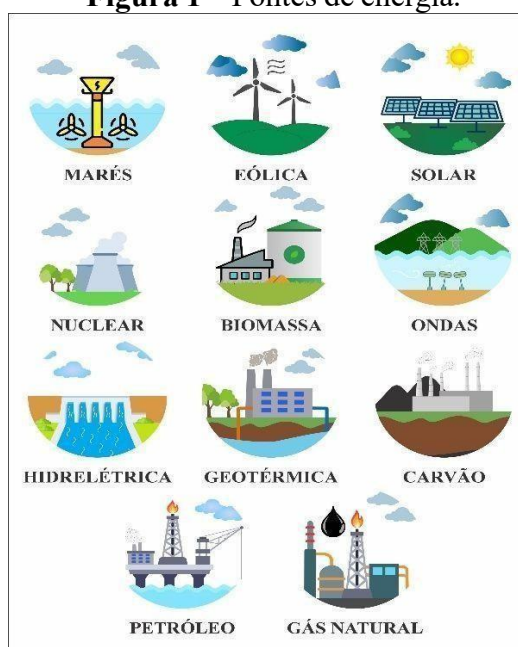 Figura 1 – Fontes de energia.
MARÉS
EÓLICA
SOLAR
NUCLEAR
BIOMASSA
ONDAS
HIDRELÉTRICA
GEOTÉRMICA
CARVÃO
PETRÓLEO
GÁS NATURAL